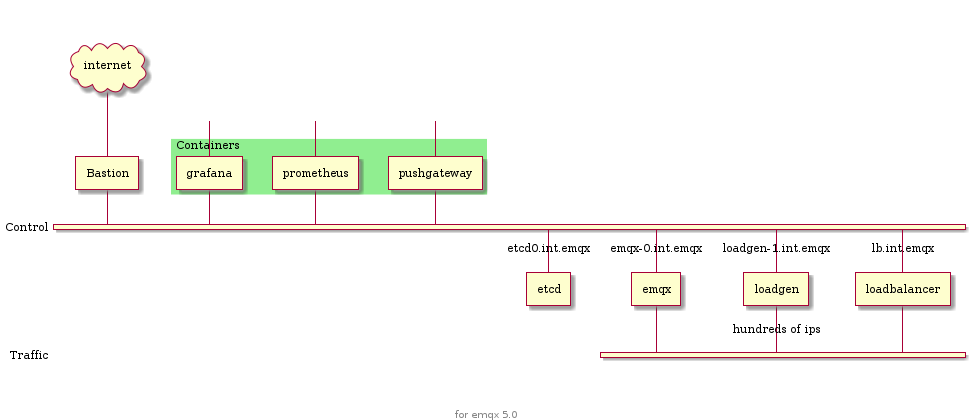 internet
Containers
Bastion
grafana
prometheus
pushgateway
Control
etcd0.int.emqx
emqx-0.int.emqx
loadgen-1.int.emqx
lb.int.emqx
etcd
emqx
loadgen
loadbalancer
hundreds of ips
Traffic
for emqx 5.0